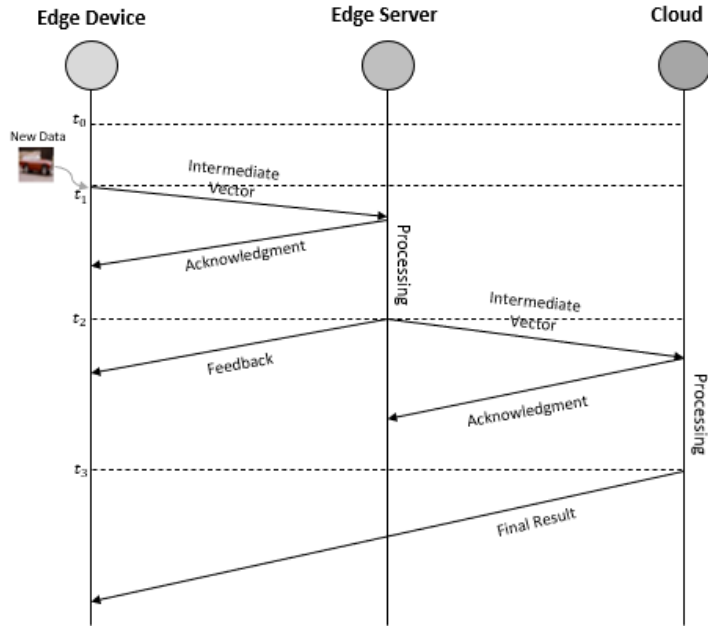 Edge Device
Edge Server
Cloud
t0
New Data
t1
Intermediate
Vector
Acknowledgment
Processing
t2
Intermediate
Vector
Feedback
Acknowledgment
Processing
t3
Final Result